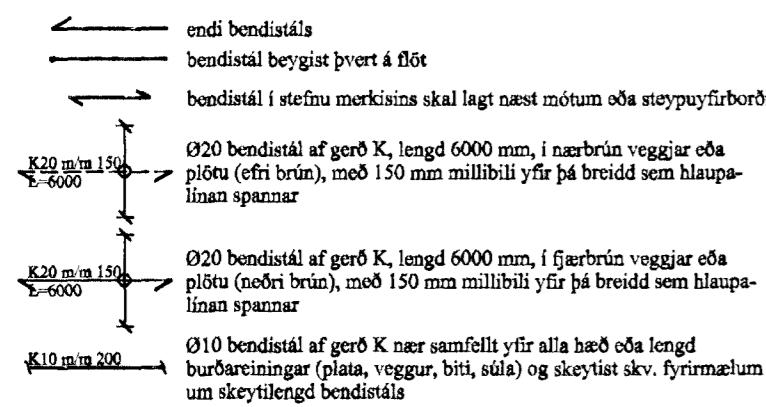 endi bendistáls
bendistál beygist þvert á flöt
bendistál í stefnu merkisins skal lagt næst mótum eða steypuyfirborð
K20 m/m 150
L=6000
Ø20 bendistál af gerð K, lengd 6000 mm, í nærbrún veggjar eða
plötu (efri brún), með 150 mm millibili yfir þá breidd sem hlaupa-
línan spannar
K20 m/m 150
L=6000
Ø20 bendistál af gerð K, lengd 6000 mm, í fjærbrún veggjar eða
plötu (neðri brún), með 150 mm millibili yfir þá breidd sem hlaupa-
línan spannar
K10 m/m 200
Ø10 bendistál af gerð K nær samfellt yfir alla hæð eða lengd
burðareiningar (plata, veggur, biti, súla) og skeytist skv. fyrirmælum
um skeytilengd bendistáls